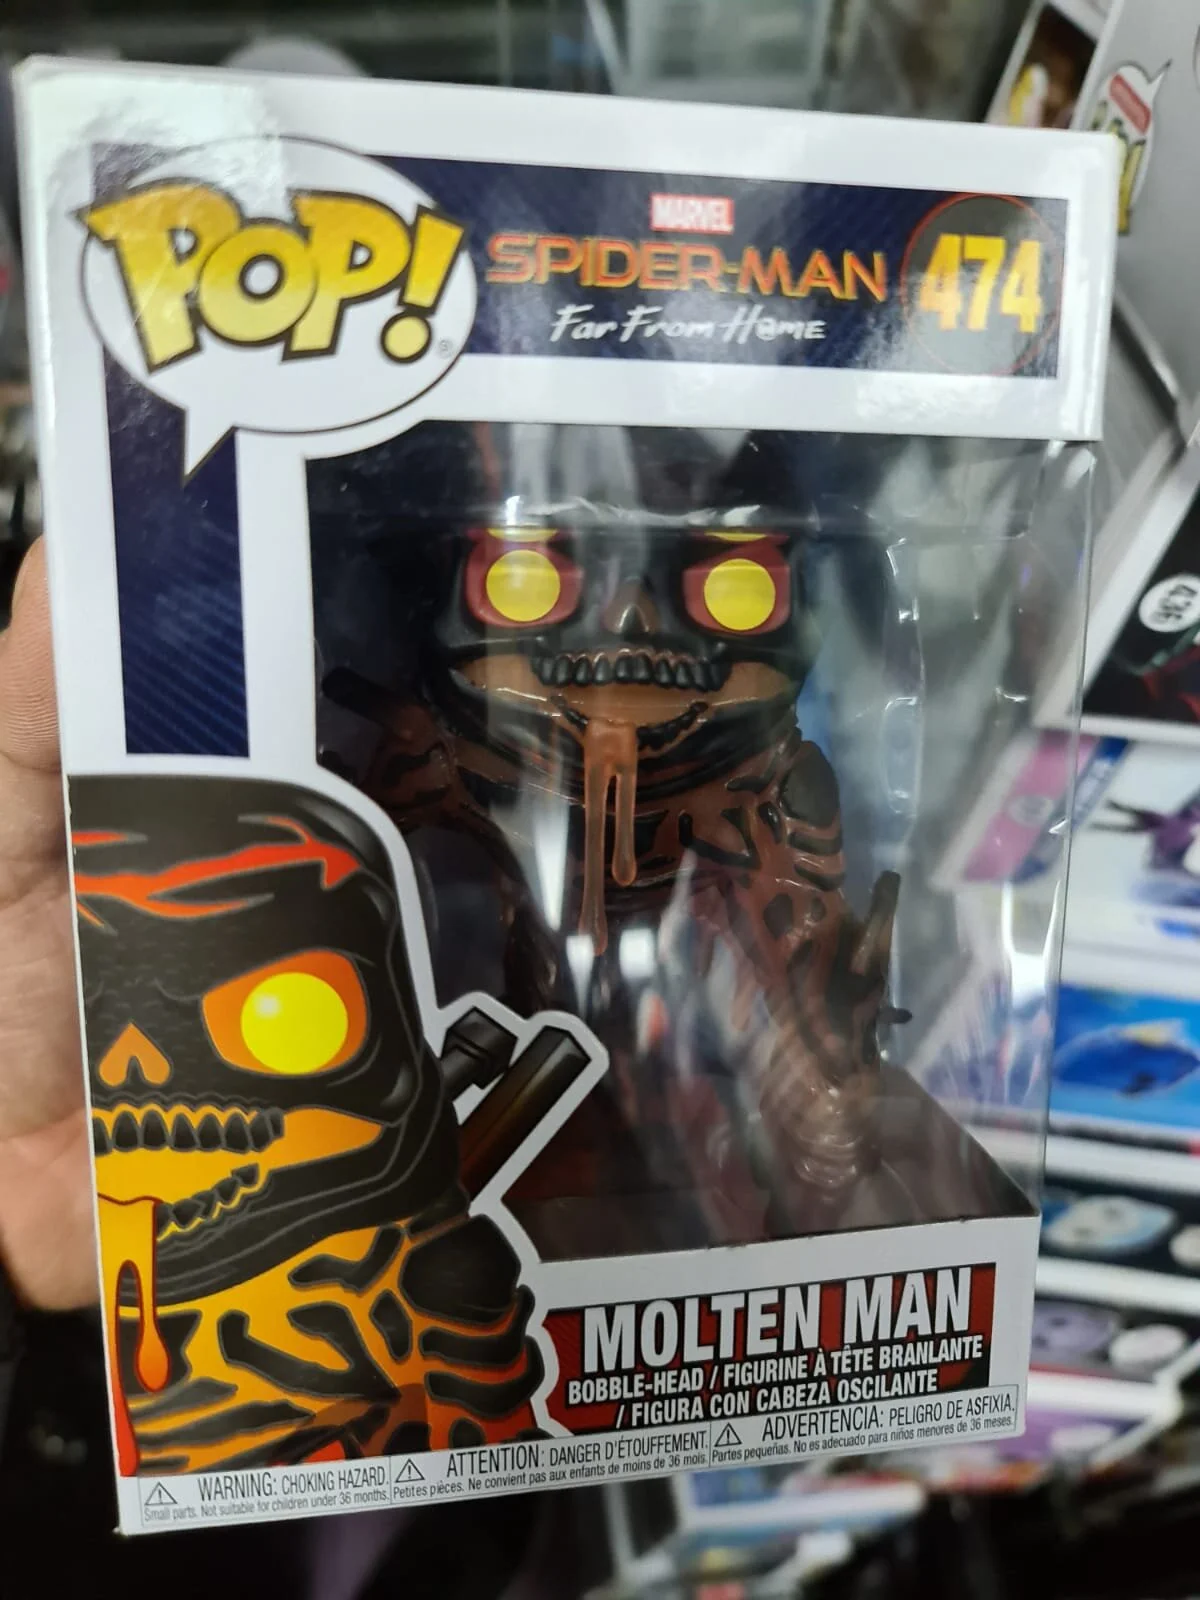 POP!®
MARVEL
SPIDER-MAN
Far From Home
474
436
MOLTEN MAN
BOBBLE-HEAD / FIGURINE À TÊTE BRANLANTE
/ FIGURA CON CABEZA OSCILANTE
WARNING: CHOKING HAZARD.
Small parts. Not suitable for children under 36 months.
ATTENTION: DANGER D'ÉTOUFFEMENT.
Petites pièces. Ne convient pas aux enfants de moins de 36 mois.
ADVERTENCIA: PELIGRO DE ASFIXIA.
Partes pequeñas. No es adecuado para niños menores de 36 meses.